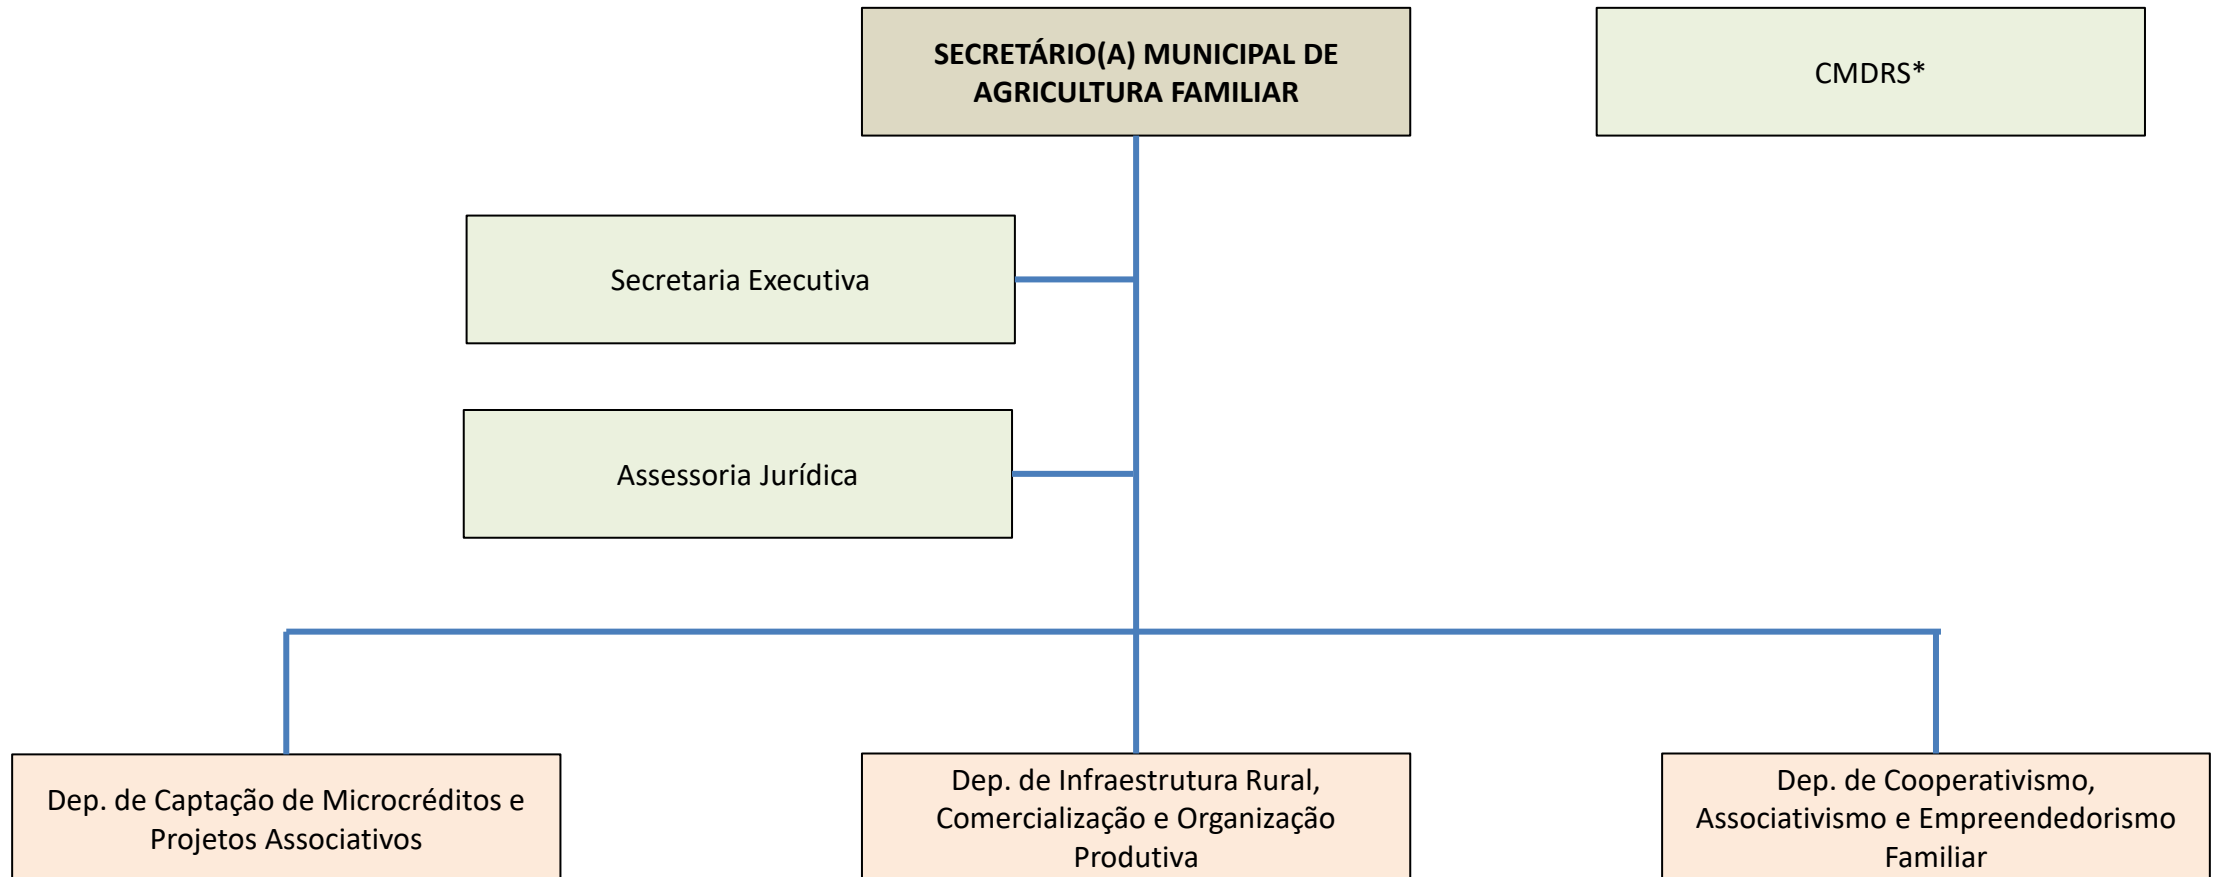 SECRETÁRIO(A) MUNICIPAL DE
AGRICULTURA FAMILIAR
CMDRS*
Secretaria Executiva
Assessoria Jurídica
Dep. de Captação de Microcréditos e
Projetos Associativos
Dep. de Infraestrutura Rural,
Comercialização e Organização
Produtiva
Dep. de Cooperativismo,
Associativismo e Empreendedorismo
Familiar